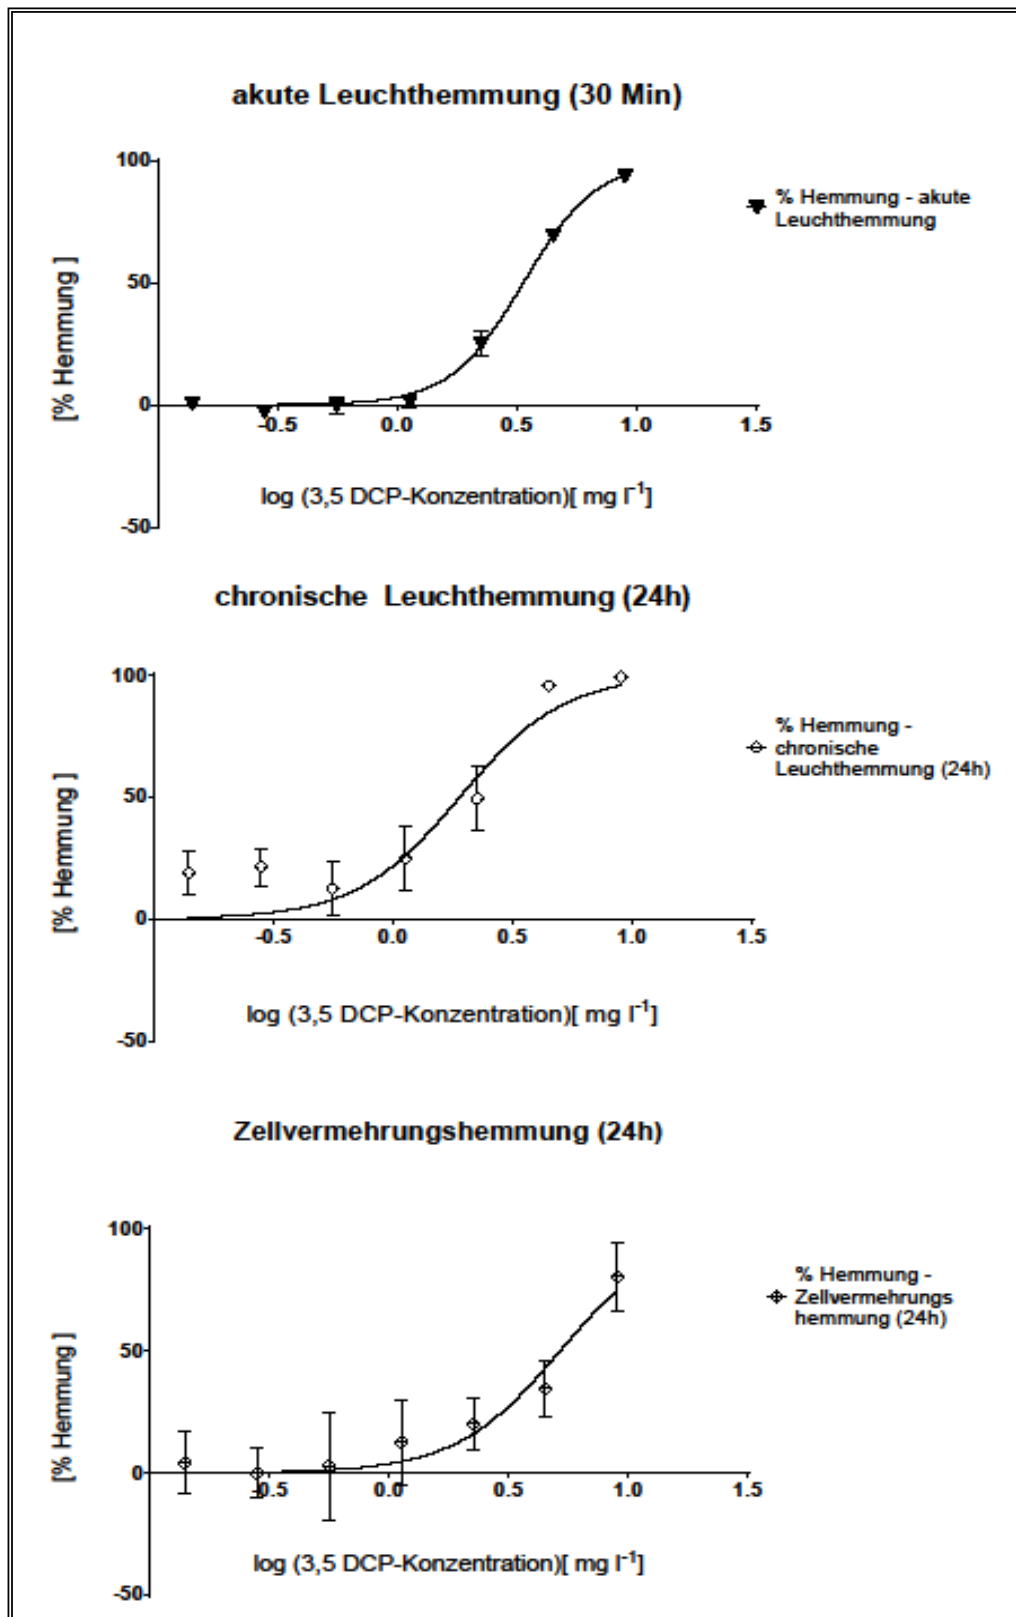 akute Leuchthemmung (30 Min)
100
50
0
-50
[% Hemmung ]
-0.5 0.0 0.5 1.0 1.5
log (3,5 DCP-Konzentration)[ mg l-1]
% Hemmung - akute
Leuchthemmung
chronische Leuchthemmung (24h)
100
50
0
-50
[% Hemmung ]
-0.5 0.0 0.5 1.0 1.5
log (3,5 DCP-Konzentration)[ mg l-1]
% Hemmung -
chronische
Leuchthemmung (24h)
Zellvermehrungshemmung (24h)
100
50
0
-50
[% Hemmung ]
-0.5 0.0 0.5 1.0 1.5
log (3,5 DCP-Konzentration)[ mg l-1]
% Hemmung -
Zellvermehrungs
hemmung (24h)